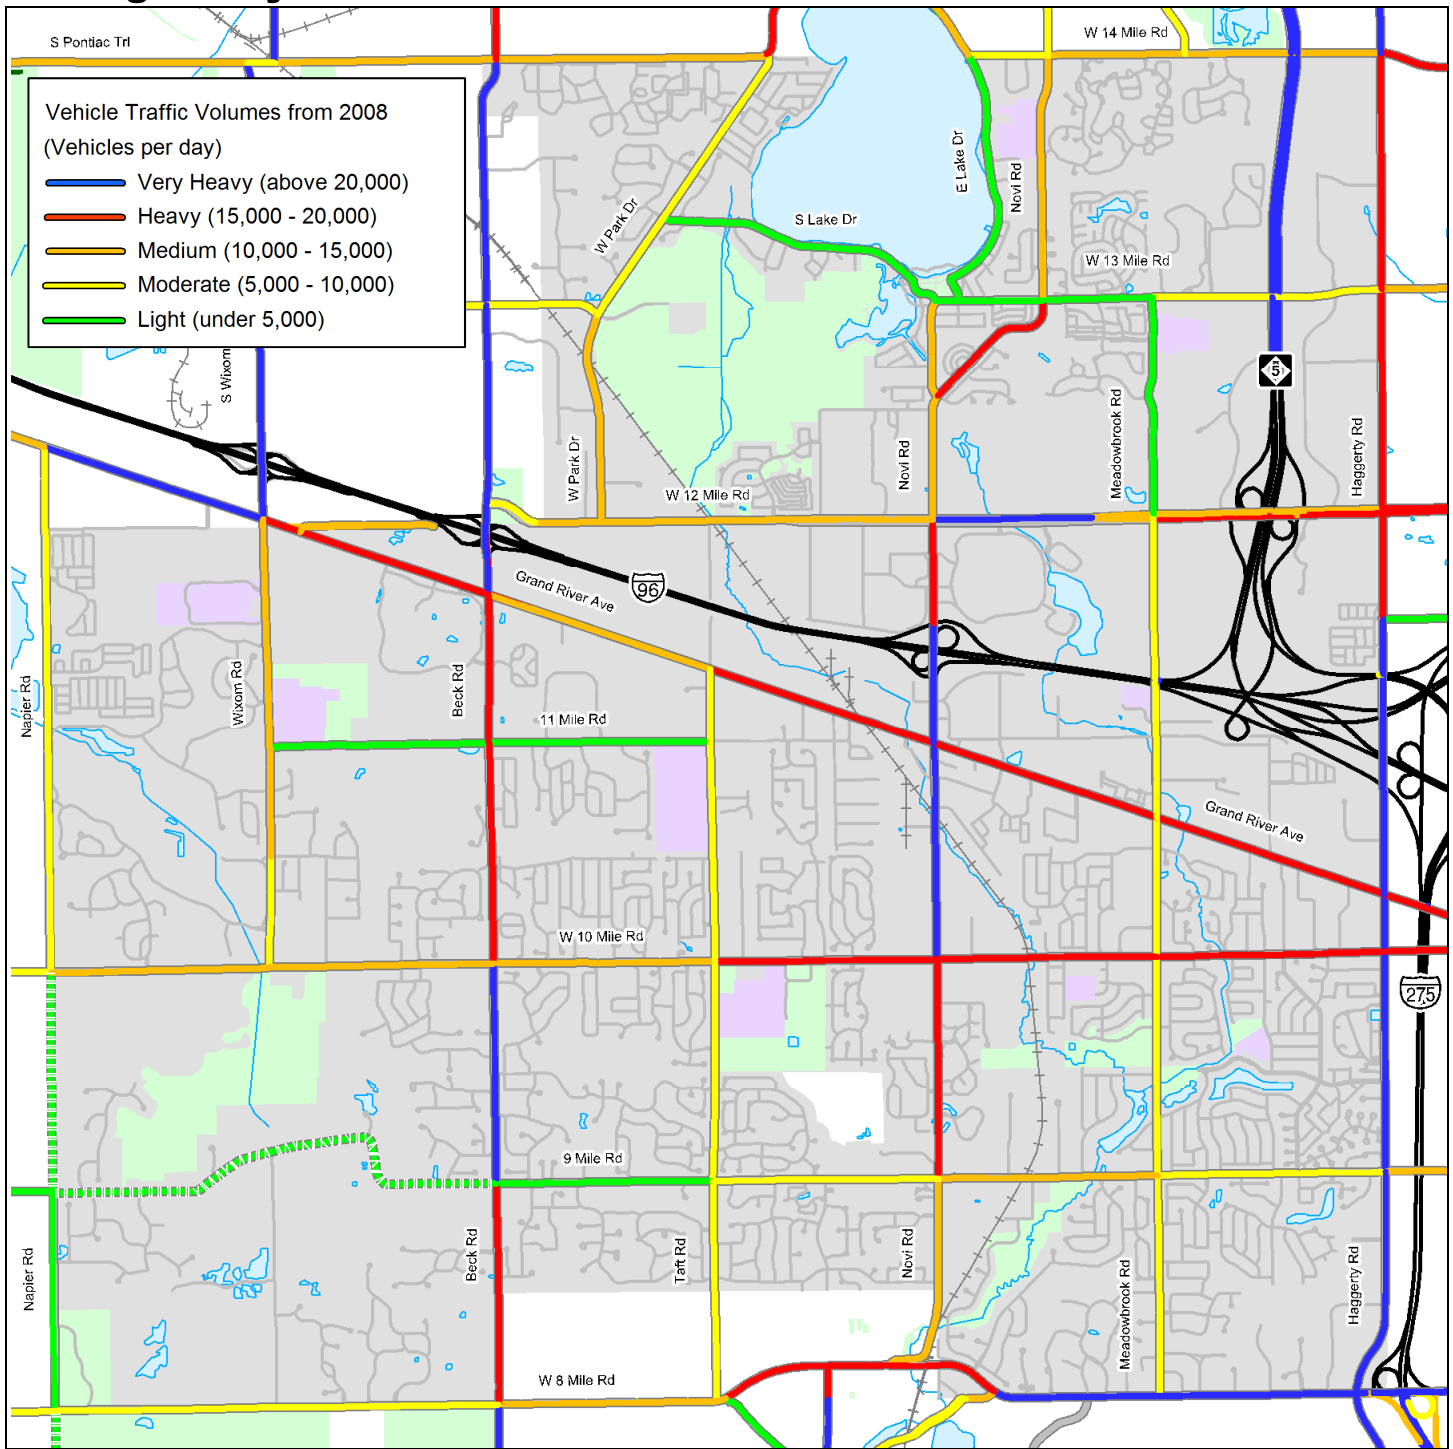 S Pontiac Trl
W 14 Mile Rd
Vehicle Traffic Volumes from 2008
(Vehicles per day)
Very Heavy (above 20,000)
Heavy (15,000 - 20,000)
Medium (10,000 - 15,000)
Moderate (5,000 - 10,000)
Light (under 5,000)
E Lake Dr
Novi Rd
W Park Dr
S Lake Dr
W 13 Mile Rd
S Wixom
5
W Park Dr
Novi Rd
Meadowbrook Rd
Haggerty Rd
W 12 Mile Rd
Grand River Ave
96
Napier Rd
Wixom Rd
Beck Rd
11 Mile Rd
Grand River Ave
W 10 Mile Rd
275
9 Mile Rd
Napier Rd
Beck Rd
Taft Rd
Novi Rd
Meadowbrook Rd
Haggerty Rd
W 8 Mile Rd